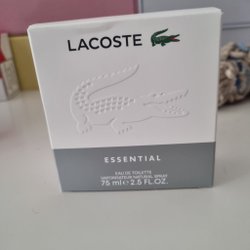 LACOSTE
ESSENTIAL
EAU DE TOILETTE
VAPORISATEUR NATURAL SPRAY
75 ml ℮ 2.5 FL.OZ.